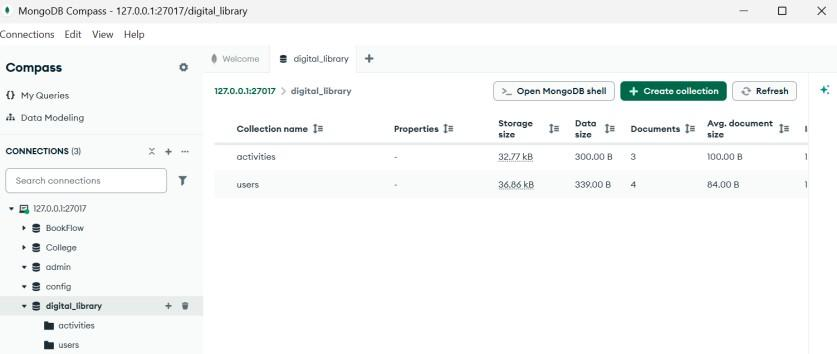 MongoDB Compass - 127.0.0.1:27017/digital_library
Connections Edit View Help
Compass
My Queries
Data Modeling
CONNECTIONS (3)
Search connections
127.0.0.1:27017
BookFlow
College
admin
config
digital_library
activities
users
Welcome
digital_library
127.0.0.1:27017 > digital_library
>_ Open MongoDB shell
+ Create collection
Refresh
Collection name Properties Storage size Data size Documents Avg. document size
activities - 32.77 kB 300.00 B 3 100.00 B 1
users - 36.86 kB 339.00 B 4 84.00 B 1